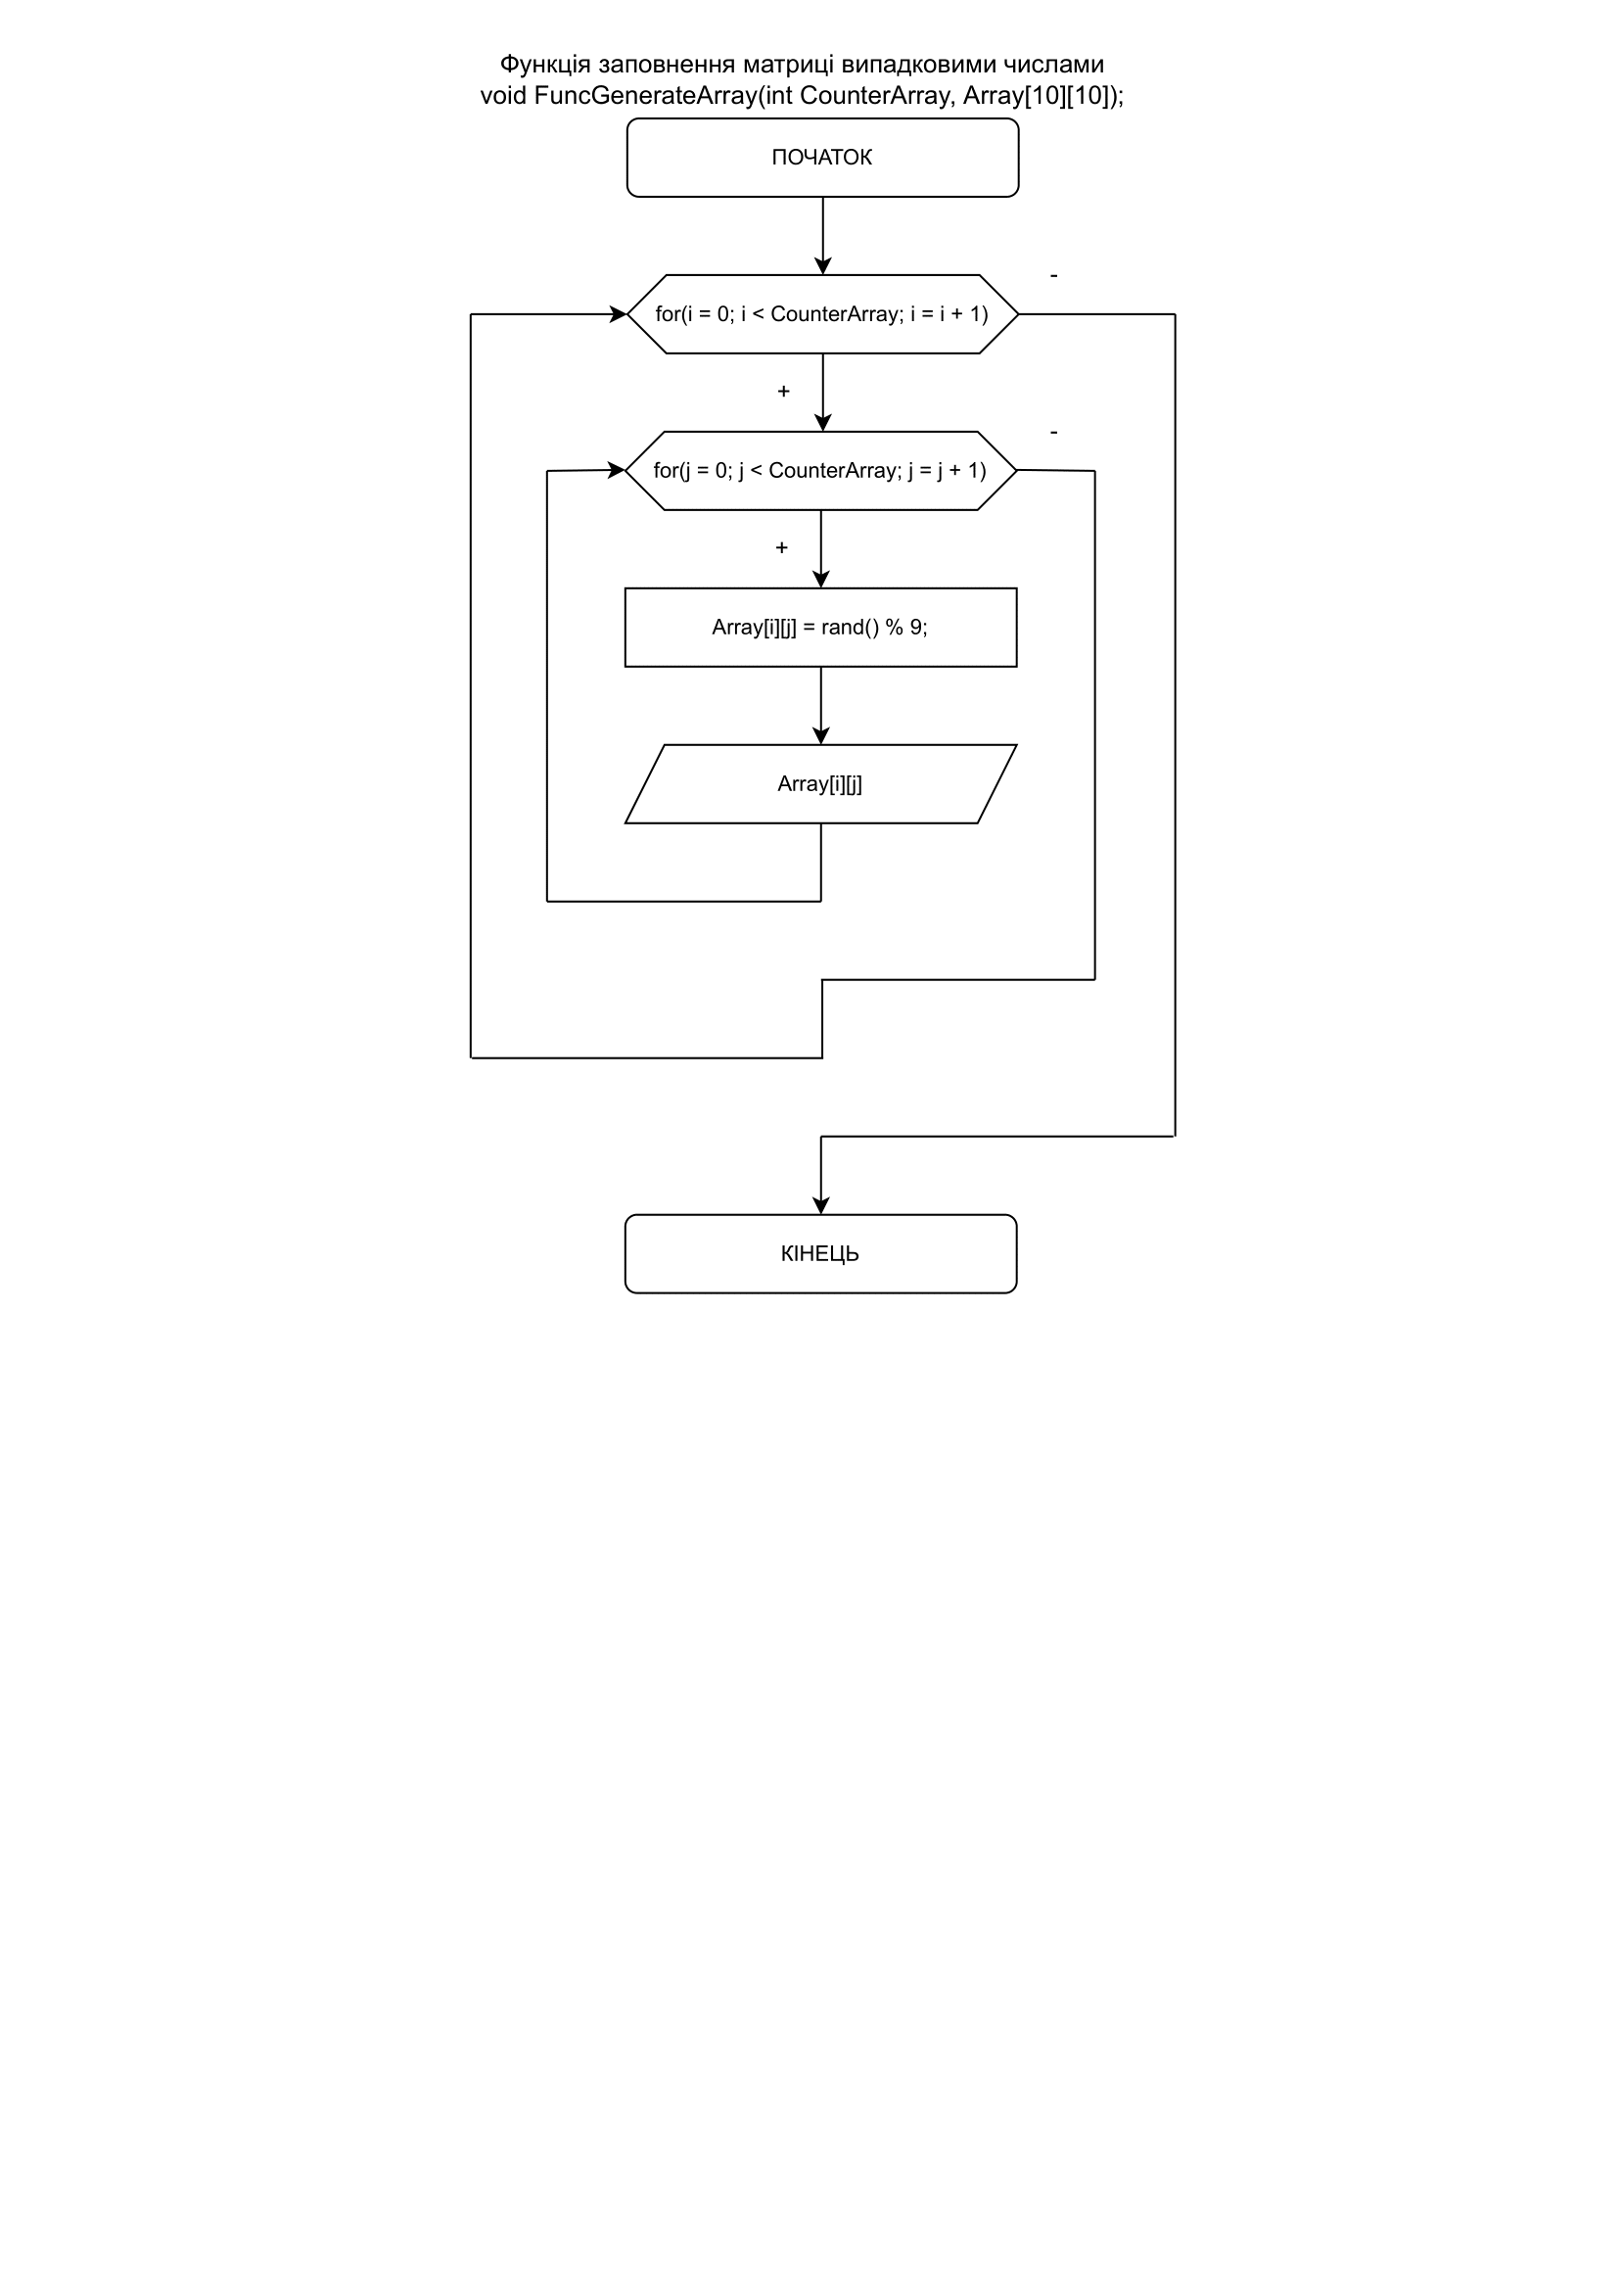 Функція заповнення матриці випадковими числами
void FuncGenerateArray(int CounterArray, Array[10][10]);
ПОЧАТОК
-
for(i = 0; i < CounterArray; i = i + 1)
+
-
for(j = 0; j < CounterArray; j = j + 1)
+
Array[i][j] = rand() % 9;
Array[i][j]
КІНЕЦЬ